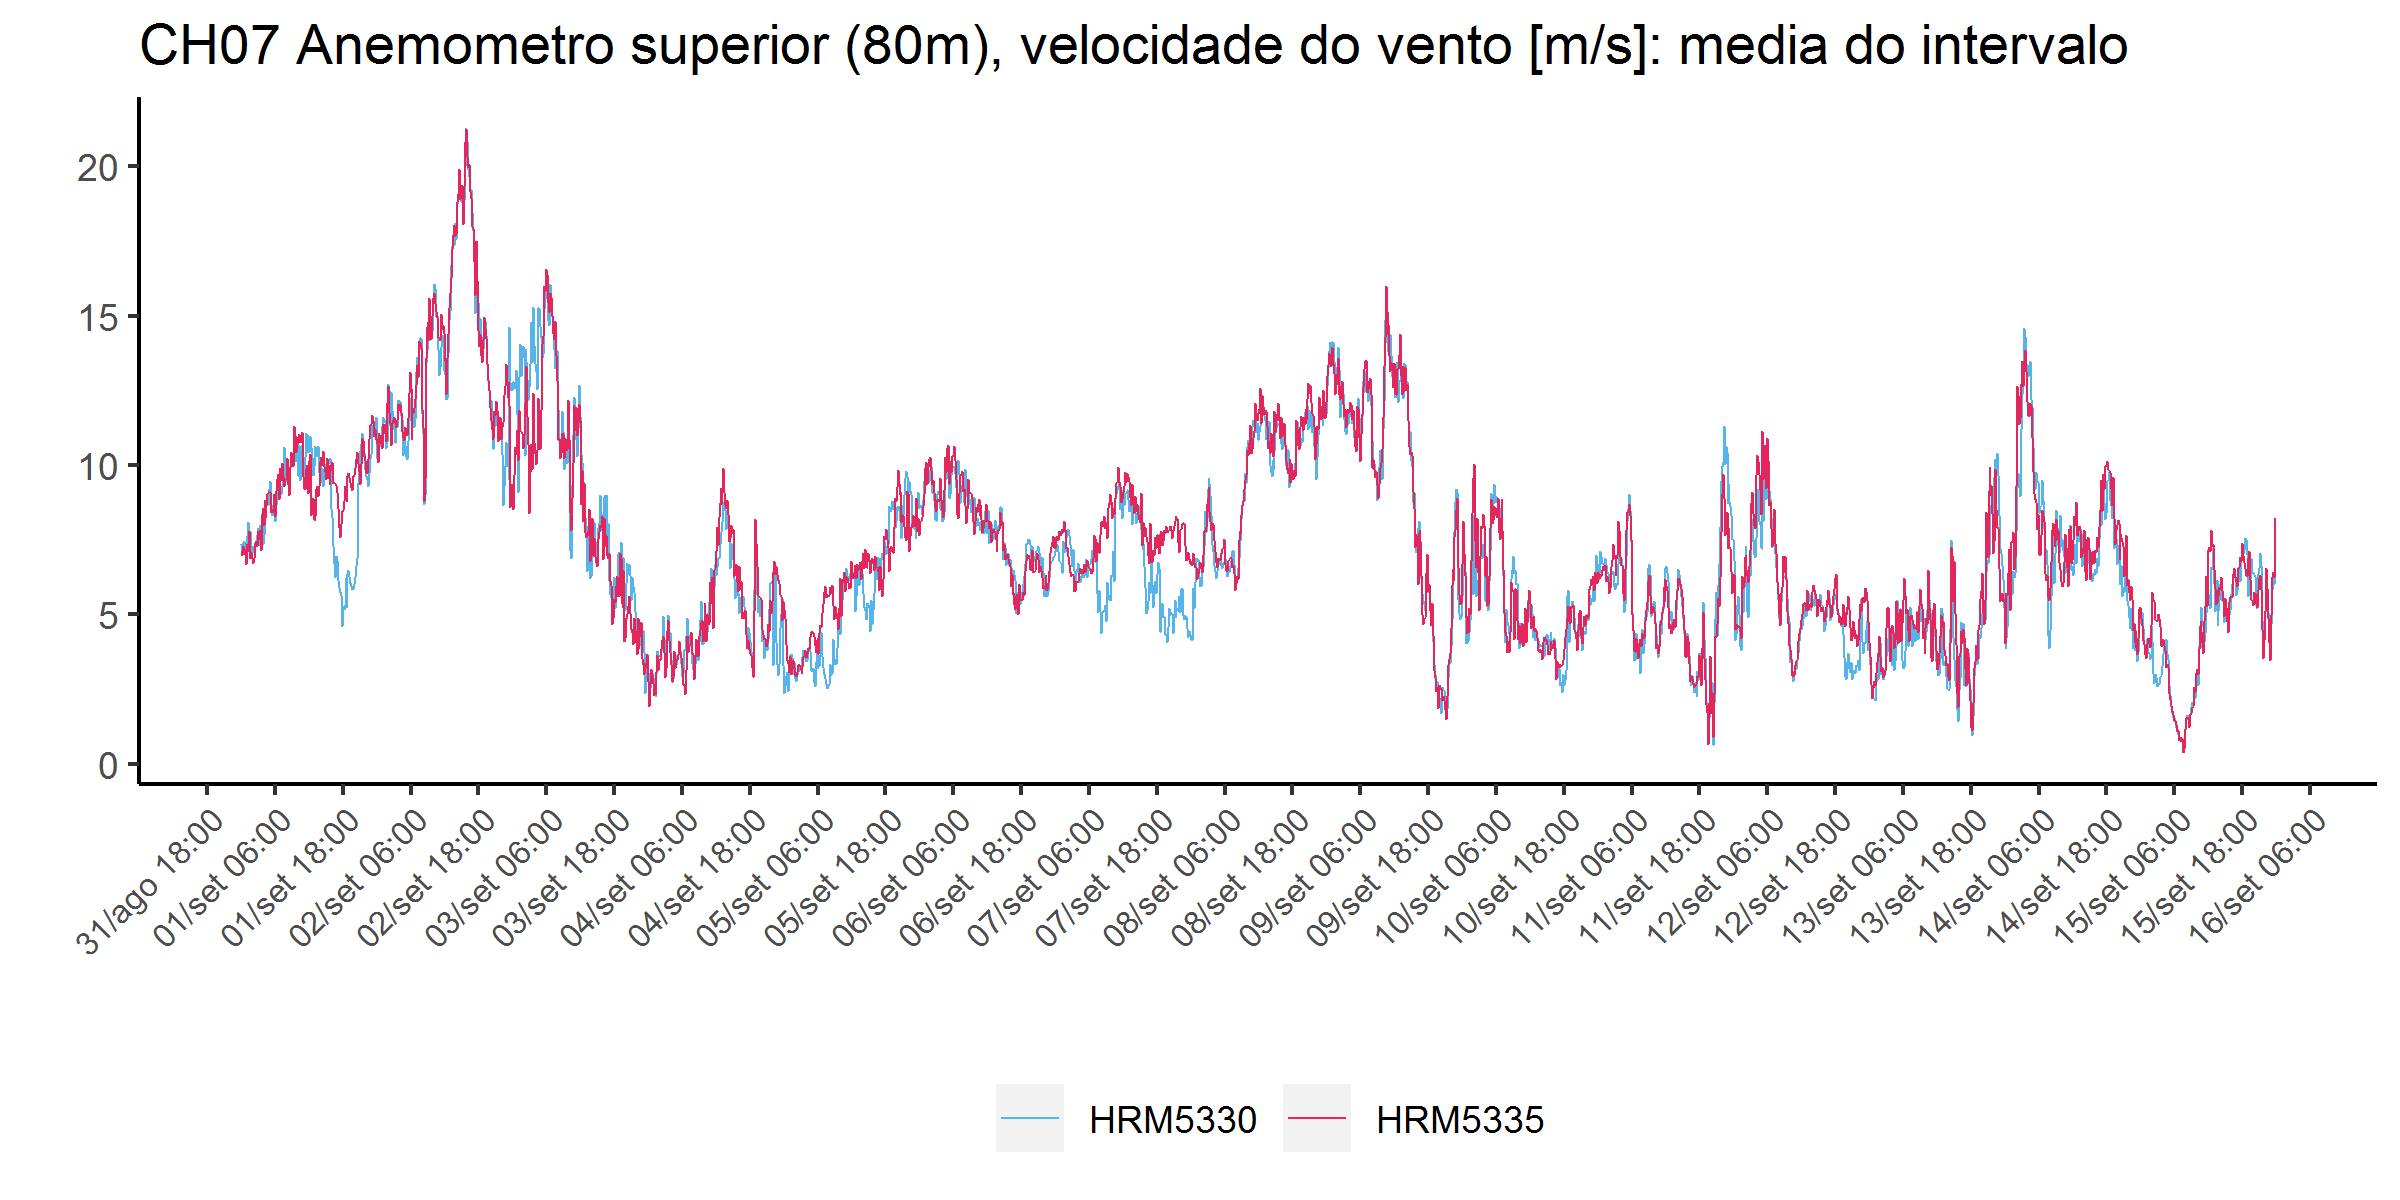 CH07 Anemometro superior (80m), velocidade do vento [m/s]: media do intervalo
20
15
10
5
0
31/ago 18:00
01/set 06:00
01/set 18:00
02/set 06:00
02/set 18:00
03/set 06:00
03/set 18:00
04/set 06:00
04/set 18:00
05/set 06:00
05/set 18:00
06/set 06:00
06/set 18:00
07/set 06:00
07/set 18:00
08/set 06:00
08/set 18:00
09/set 06:00
09/set 18:00
10/set 06:00
10/set 18:00
11/set 06:00
11/set 18:00
12/set 06:00
12/set 18:00
13/set 06:00
13/set 18:00
14/set 06:00
14/set 18:00
15/set 06:00
15/set 18:00
16/set 06:00
HRM5330
HRM5335